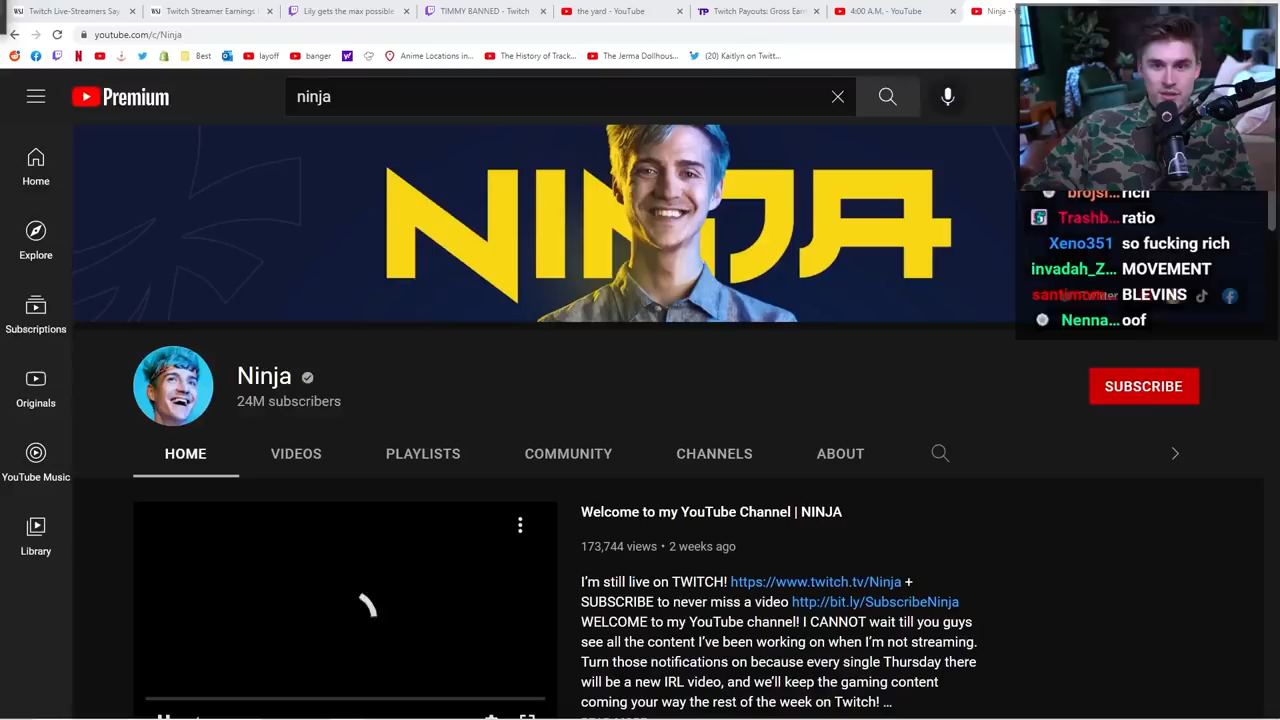 Twitch Live-Streamers Say
Twitch Streamer Earnings
Lily gets the max possible
TIMMY BANNED - Twitch
the yard - YouTube
Twitch Payouts: Gross Earn
4:00 A.M. - YouTube
Ninja - Y
youtube.com/c/Ninja
Best
layoff
banger
Anime Locations in...
The History of Track...
The Jerma Dollhous...
(20) Kaitlyn on Twitt...
Premium
ninja
NINJA
Home
Explore
Subscriptions
Originals
YouTube Music
Library
brojsi... rich
Trashb... ratio
Xeno351 so fucking rich
invadah_Z... MOVEMENT
santimom... BLEVINS
Nenna... oof
Ninja
24M subscribers
SUBSCRIBE
HOME
VIDEOS
PLAYLISTS
COMMUNITY
CHANNELS
ABOUT
Welcome to my YouTube Channel | NINJA
173,744 views • 2 weeks ago
I'm still live on TWITCH! https://www.twitch.tv/Ninja +
SUBSCRIBE to never miss a video http://bit.ly/SubscribeNinja
WELCOME to my YouTube channel! I CANNOT wait till you guys
see all the content I've been working on when I'm not streaming.
Turn those notifications on because every single Thursday there
will be a new IRL video, and we'll keep the gaming content
coming your way the rest of the week on Twitch! ...